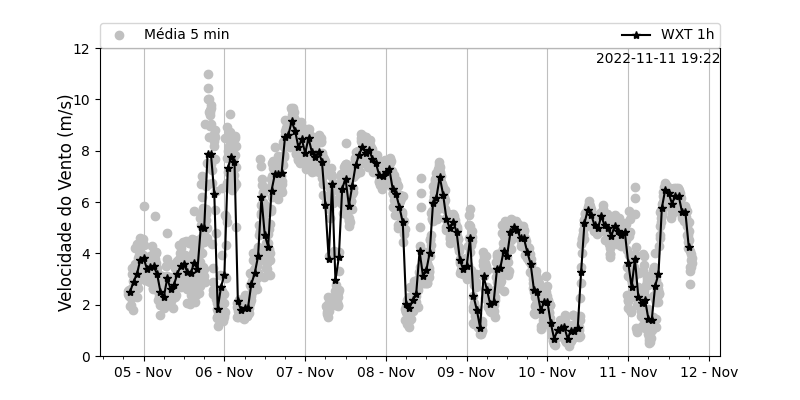 Média 5 min
WXT 1h
2022-11-11 19:22
Velocidade do Vento (m/s)
12
10
8
6
4
2
0
05 - Nov 06 - Nov 07 - Nov 08 - Nov 09 - Nov 10 - Nov 11 - Nov 12 - Nov